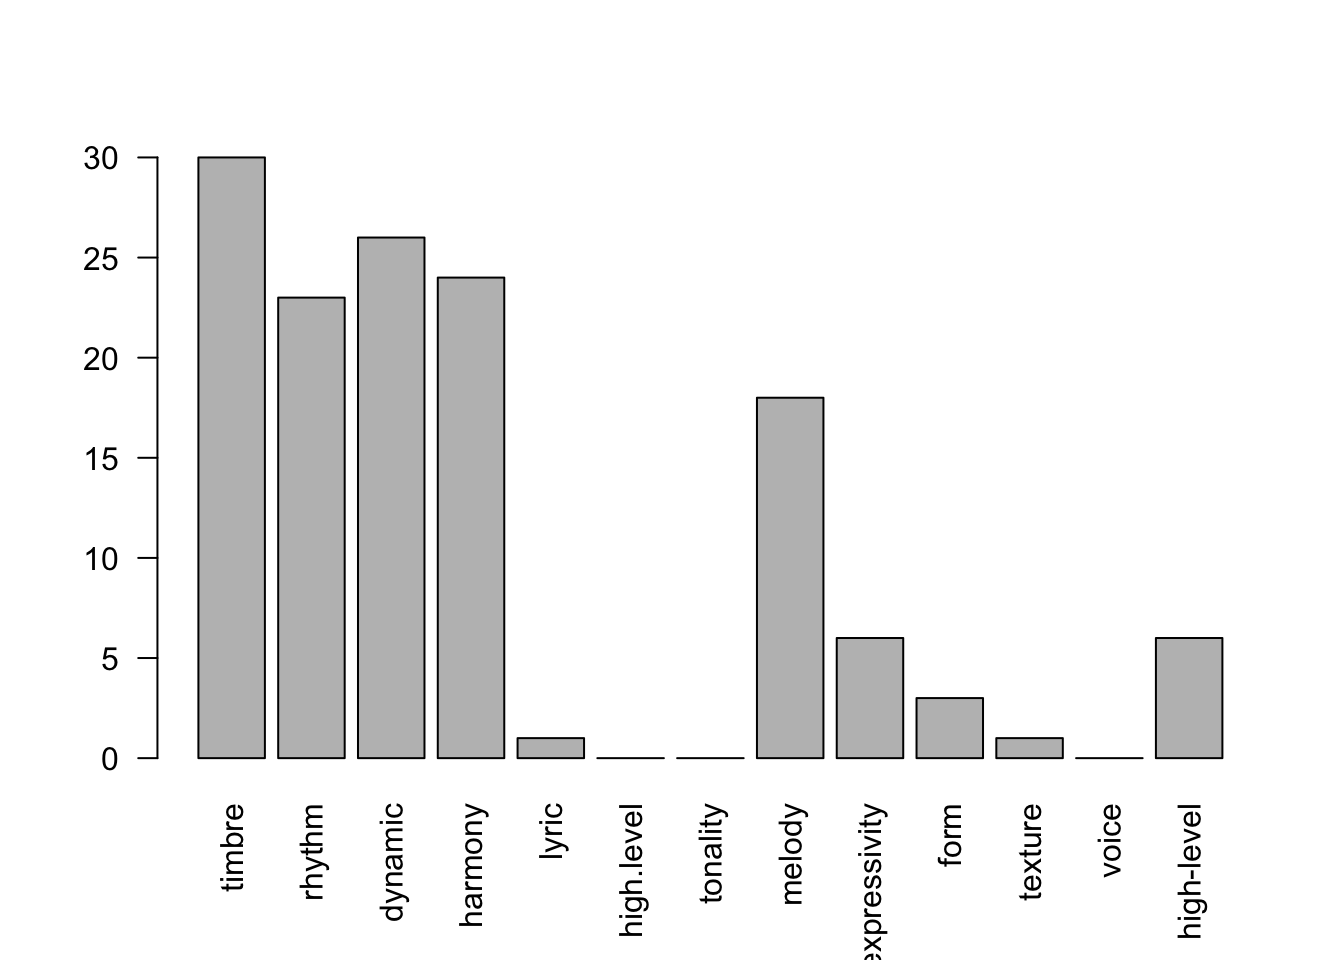 30
25
20
15
10
5
0
timbre
rhythm
dynamic
harmony
lyric
high.level
tonality
melody
expressivity
form
texture
voice
high-level